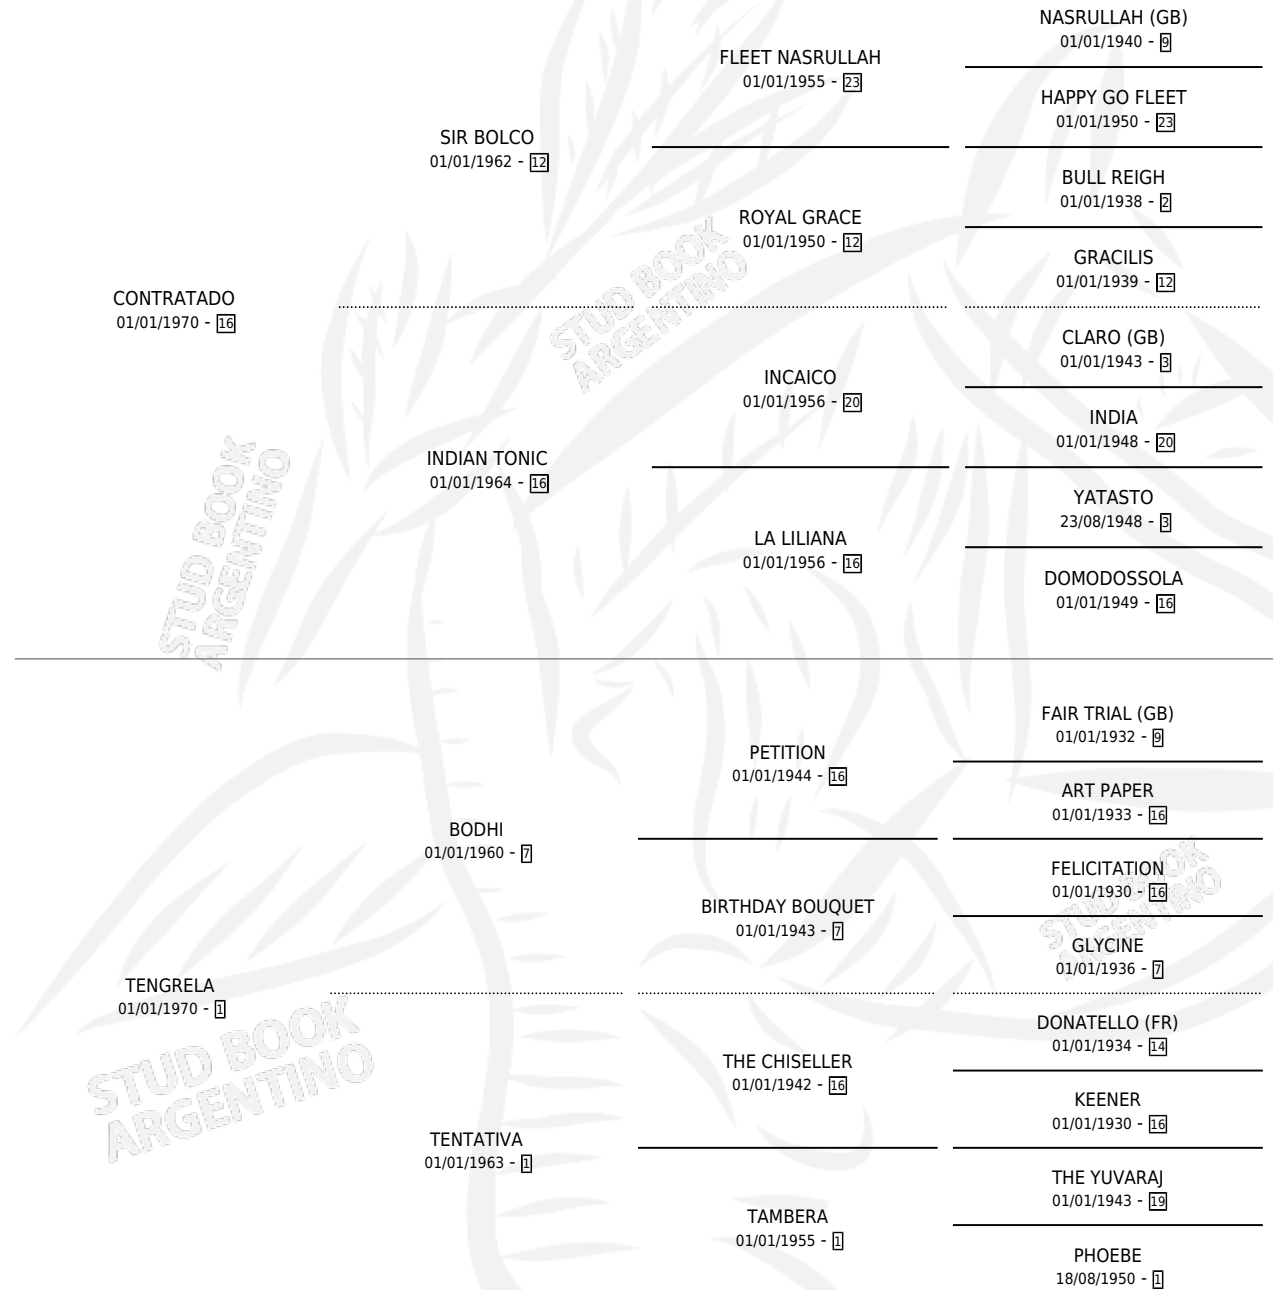 NASRULLAH (GB)
01/01/1940 - 9
FLEET NASRULLAH
01/01/1955 - 23
HAPPY GO FLEET
01/01/1950 - 23
SIR BOLCO
01/01/1962 - 12
BULL REIGH
01/01/1938 - 2
ROYAL GRACE
01/01/1950 - 12
GRACILIS
01/01/1939 - 12
STUD BOOK
ARGENTINO
CONTRATADO
01/01/1970 - 16
CLARO (GB)
01/01/1943 - 3
INCAICO
01/01/1956 - 20
INDIA
01/01/1948 - 20
INDIAN TONIC
01/01/1964 - 16
YATASTO
23/08/1948 - 3
LA LILIANA
01/01/1956 - 16
DOMODOSSOLA
01/01/1949 - 16
STUD BOOK
ARGENTINO
FAIR TRIAL (GB)
01/01/1932 - 9
PETITION
01/01/1944 - 16
ART PAPER
01/01/1933 - 16
BODHI
01/01/1960 - 7
FELICITATION
01/01/1930 - 16
BIRTHDAY BOUQUET
01/01/1943 - 7
STUD BOOK
ARGENTINO
GLYCINE
01/01/1936 - 7
TENGRELA
01/01/1970 - 1
DONATELLO (FR)
01/01/1934 - 14
THE CHISELLER
01/01/1942 - 16
STUD BOOK
ARGENTINO
KEENER
01/01/1930 - 16
TENTATIVA
01/01/1963 - 1
THE YUVARAJ
01/01/1943 - 19
TAMBERA
01/01/1955 - 1
PHOEBE
18/08/1950 - 1